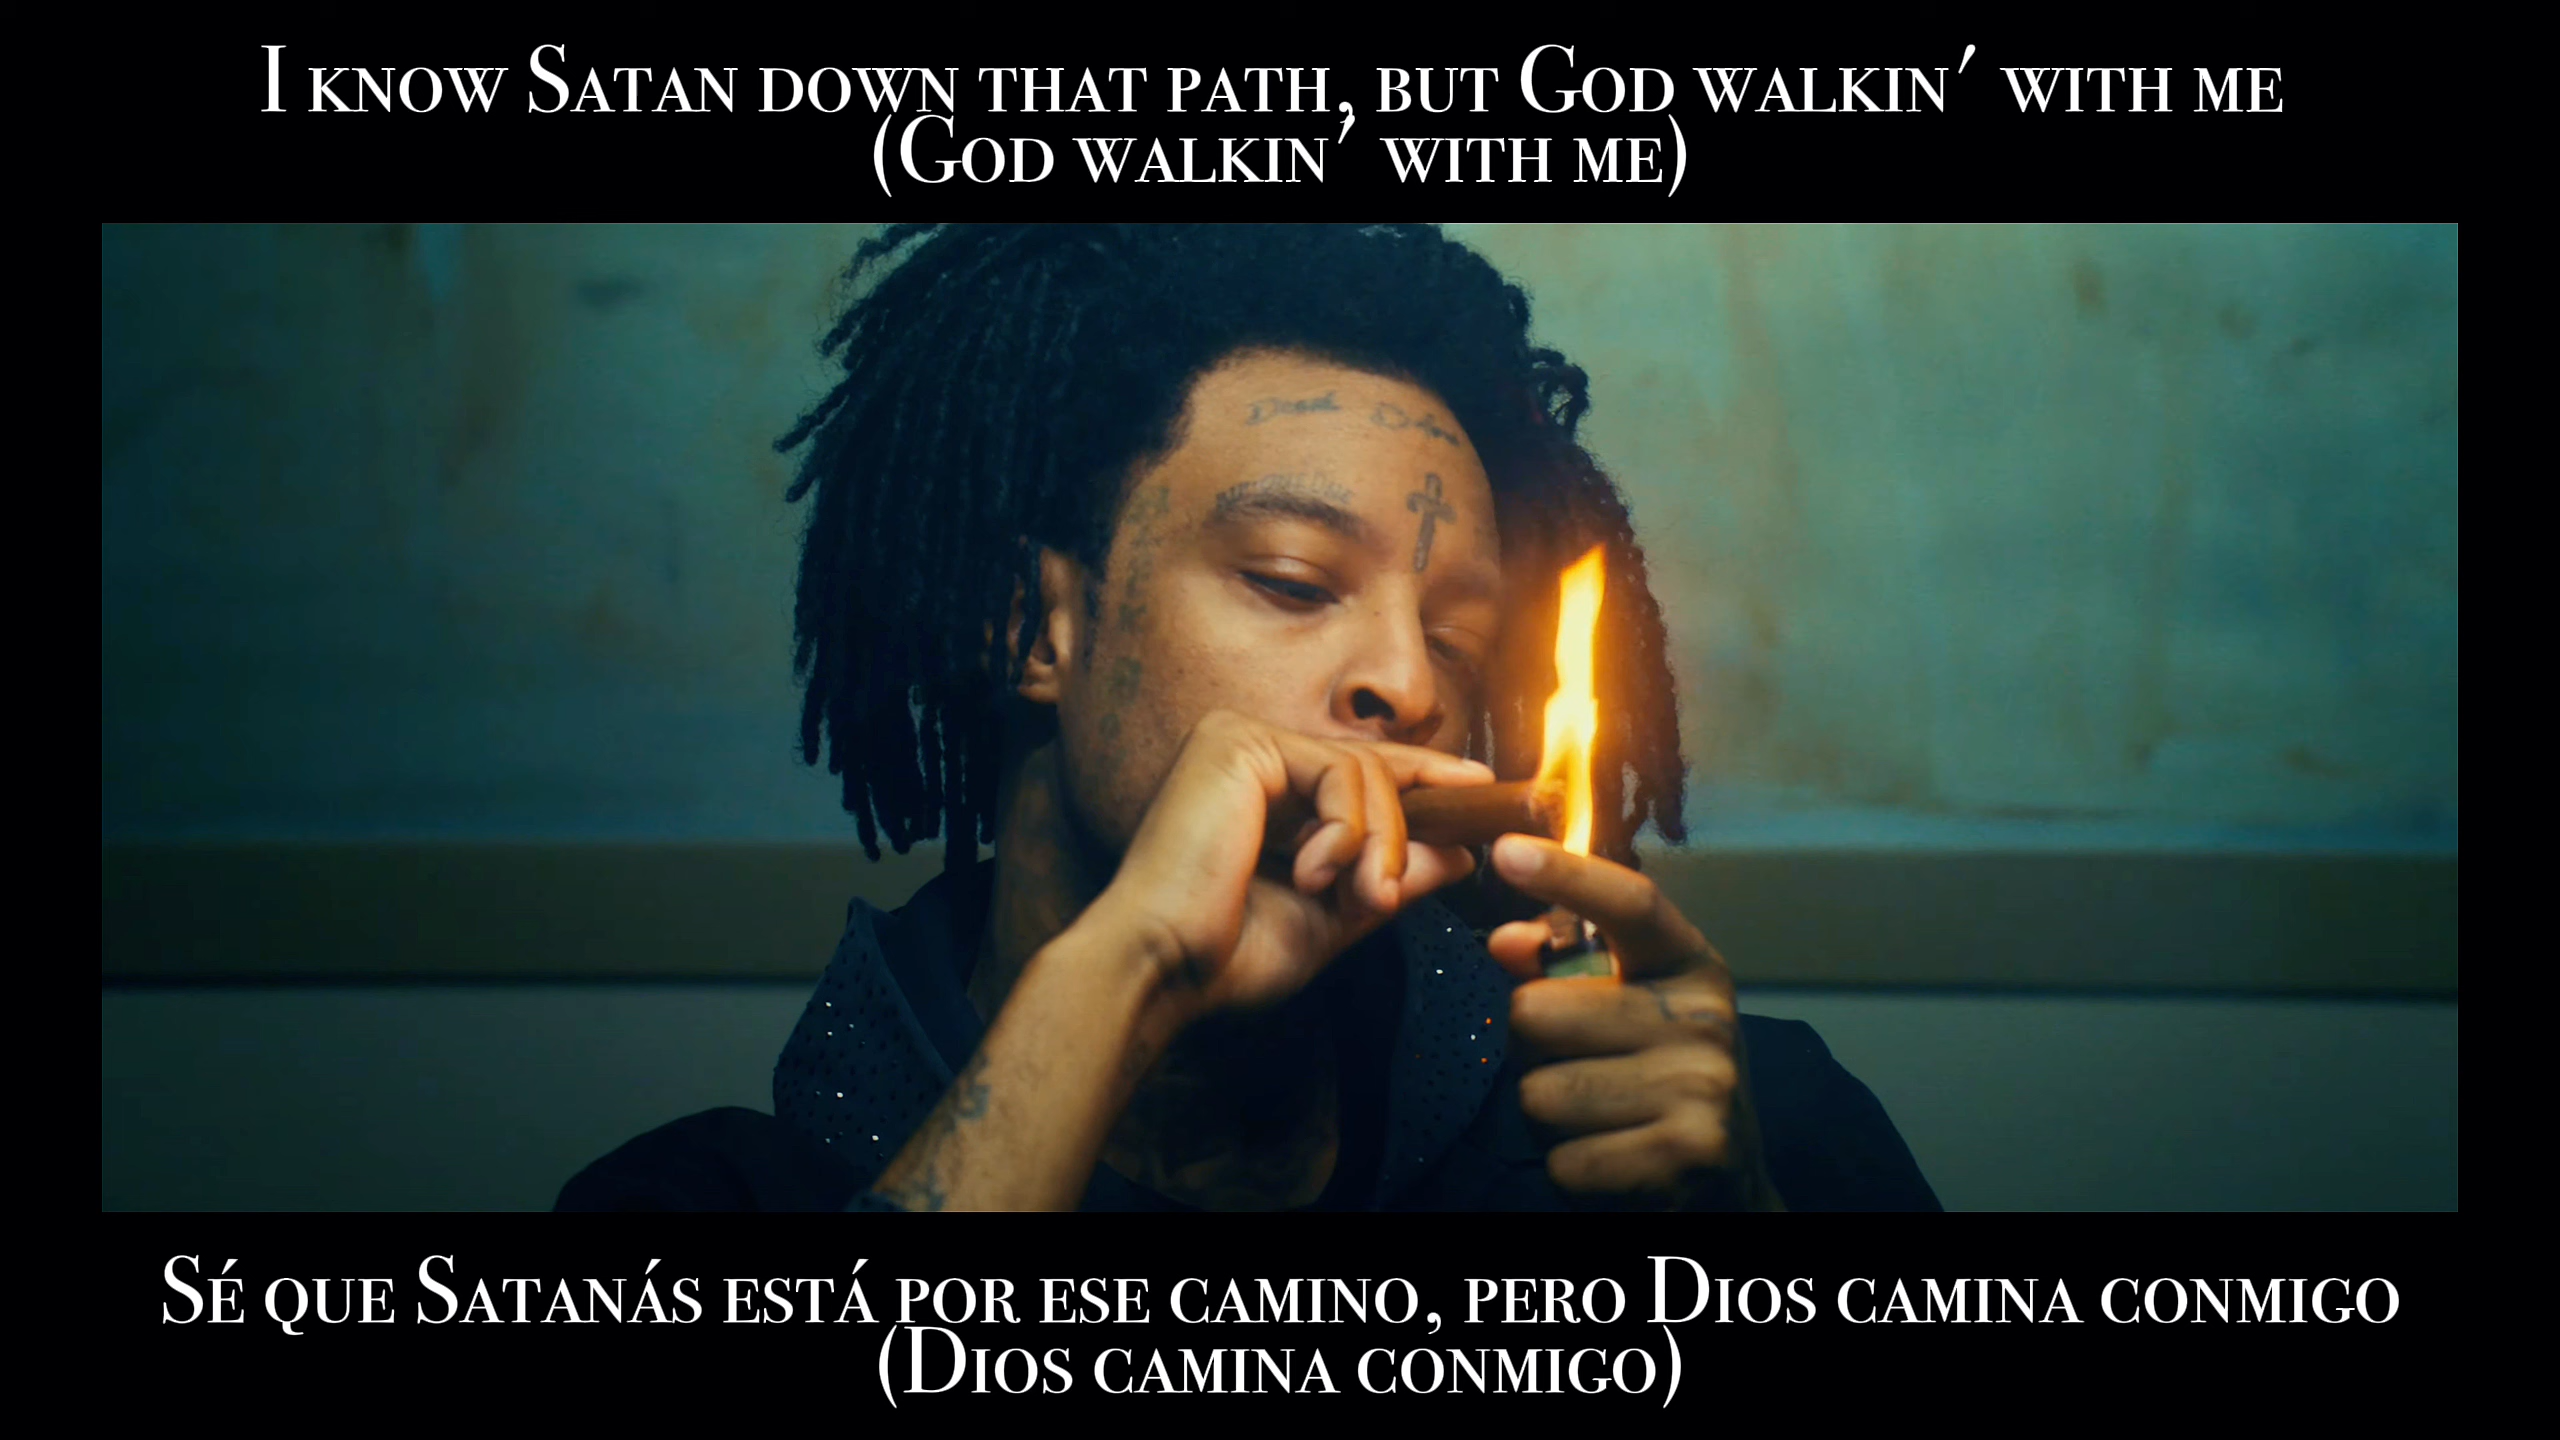 I know Satan down that path, but God walkin' with me
(God walkin' with me)
Sé que Satanás está por ese camino, pero Dios camina conmigo
(Dios camina conmigo)